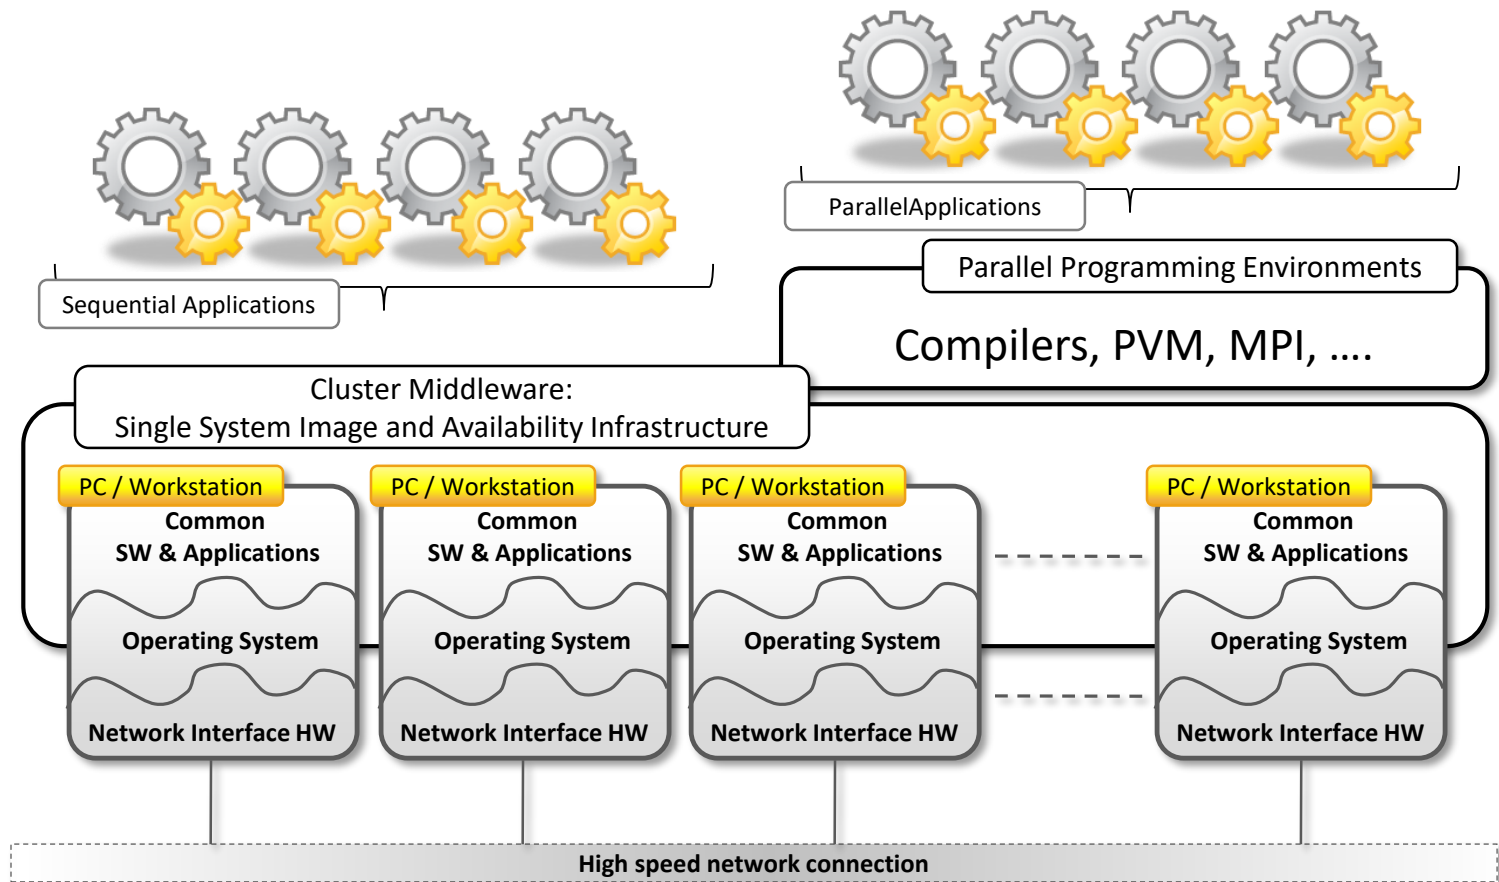 ParallelApplications
Sequential Applications
Parallel Programming Environments
Compilers, PVM, MPI, ....
Cluster Middleware:
Single System Image and Availability Infrastructure
PC / Workstation
Common
SW & Applications
Operating System
Network Interface HW
PC / Workstation
Common
SW & Applications
Operating System
Network Interface HW
PC / Workstation
Common
SW & Applications
Operating System
Network Interface HW
PC / Workstation
Common
SW & Applications
Operating System
Network Interface HW
High speed network connection